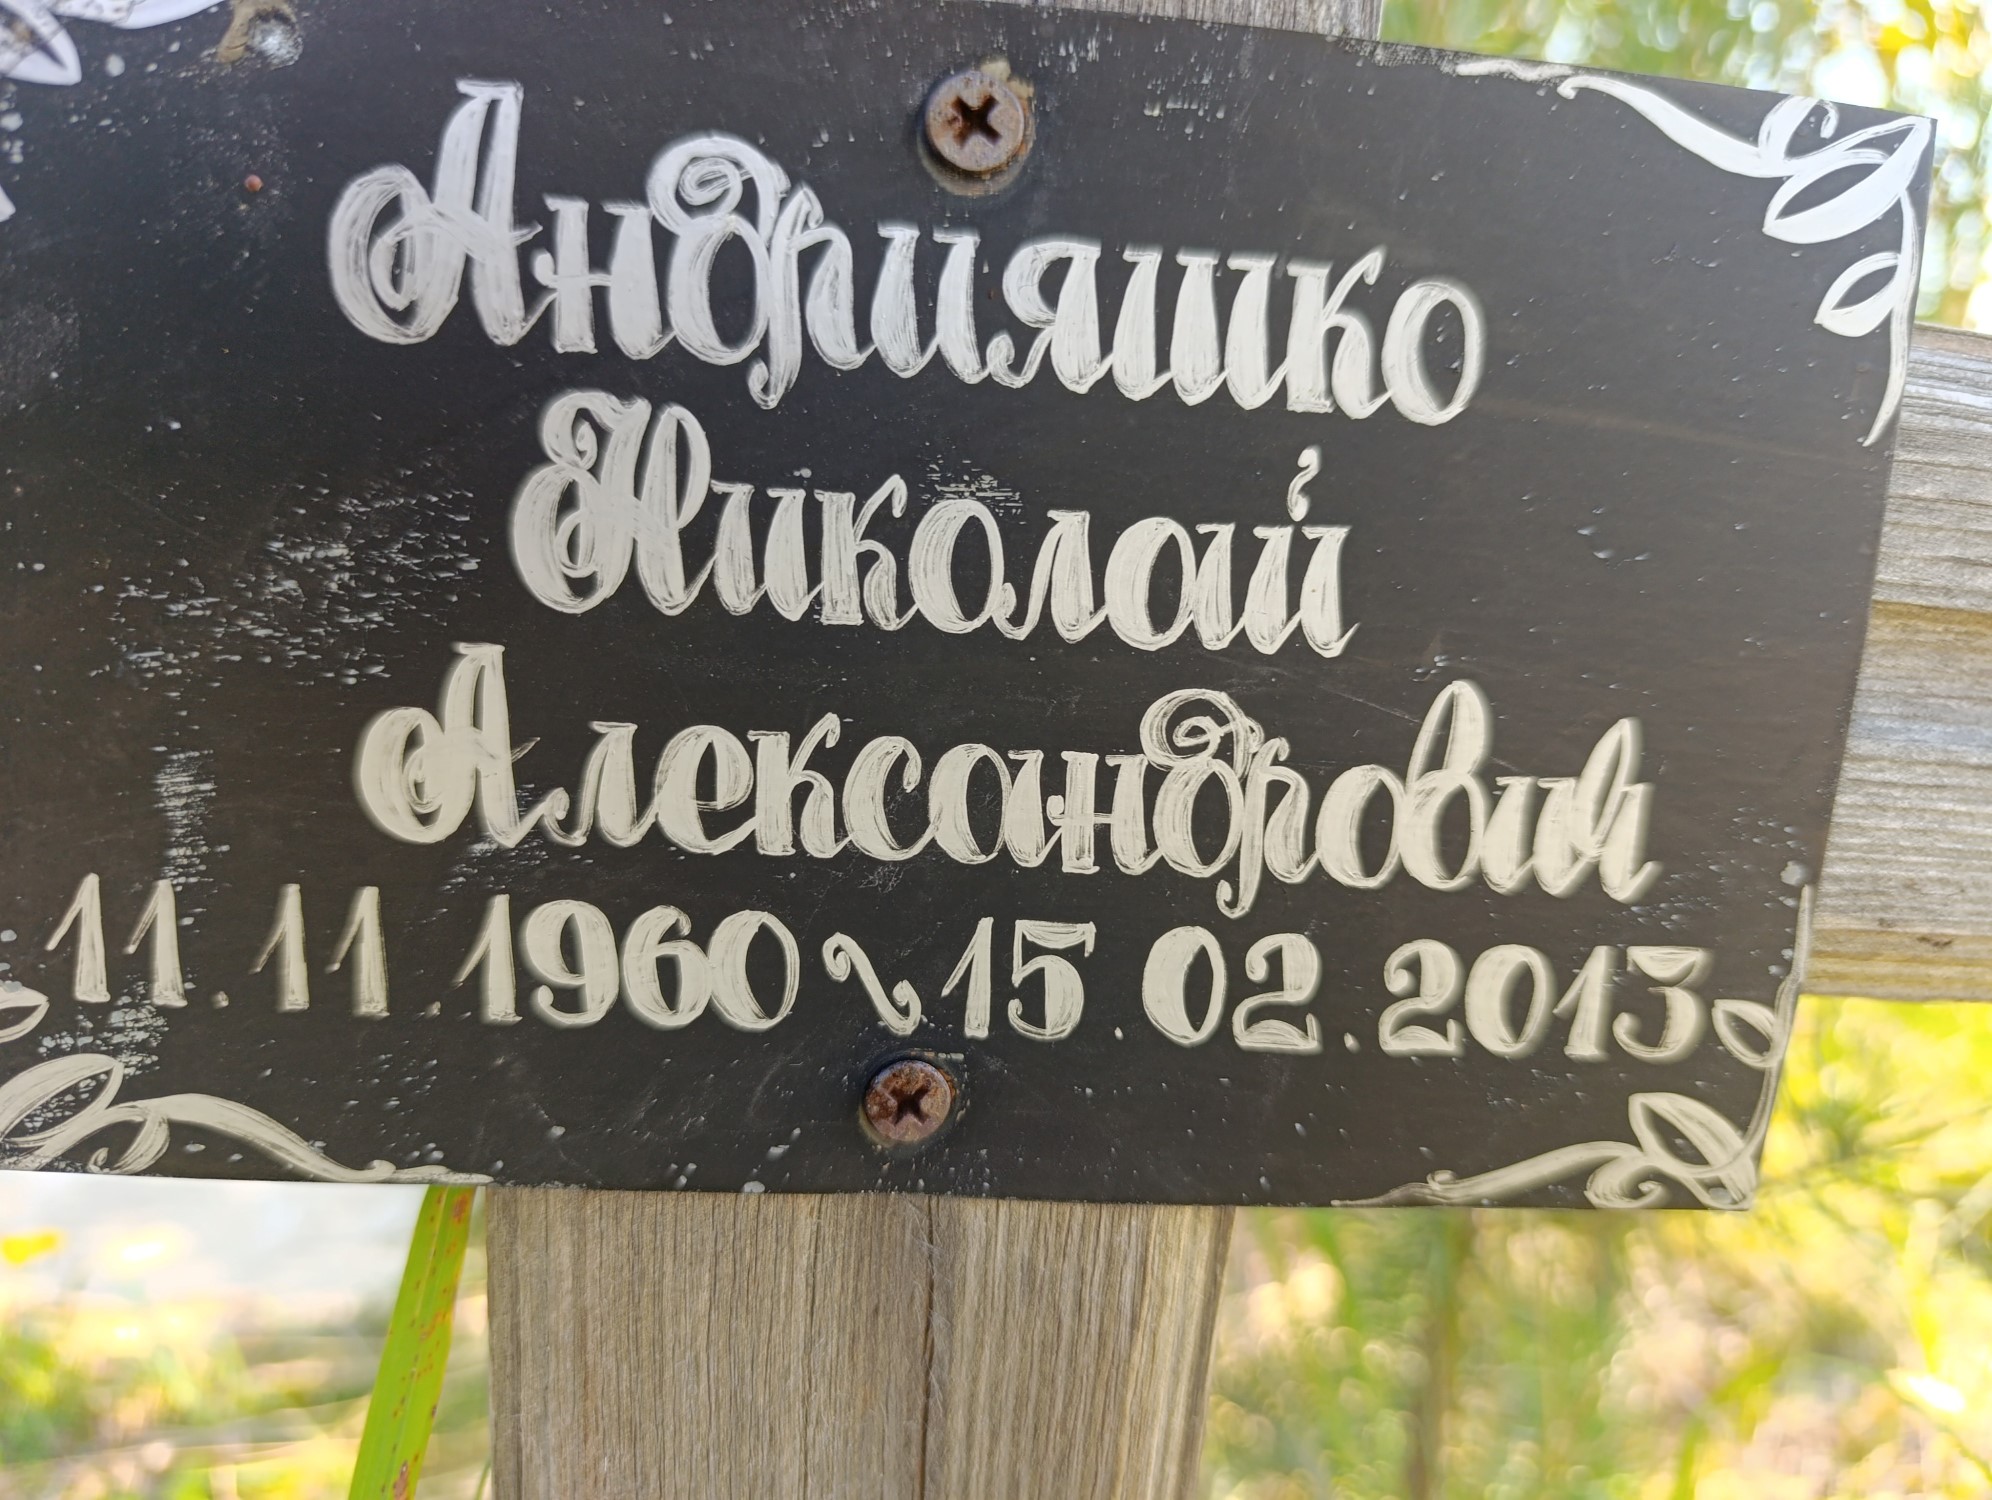 Андрияшко
Николай
Александрович
11.11.1960 ~ 15.02.2013